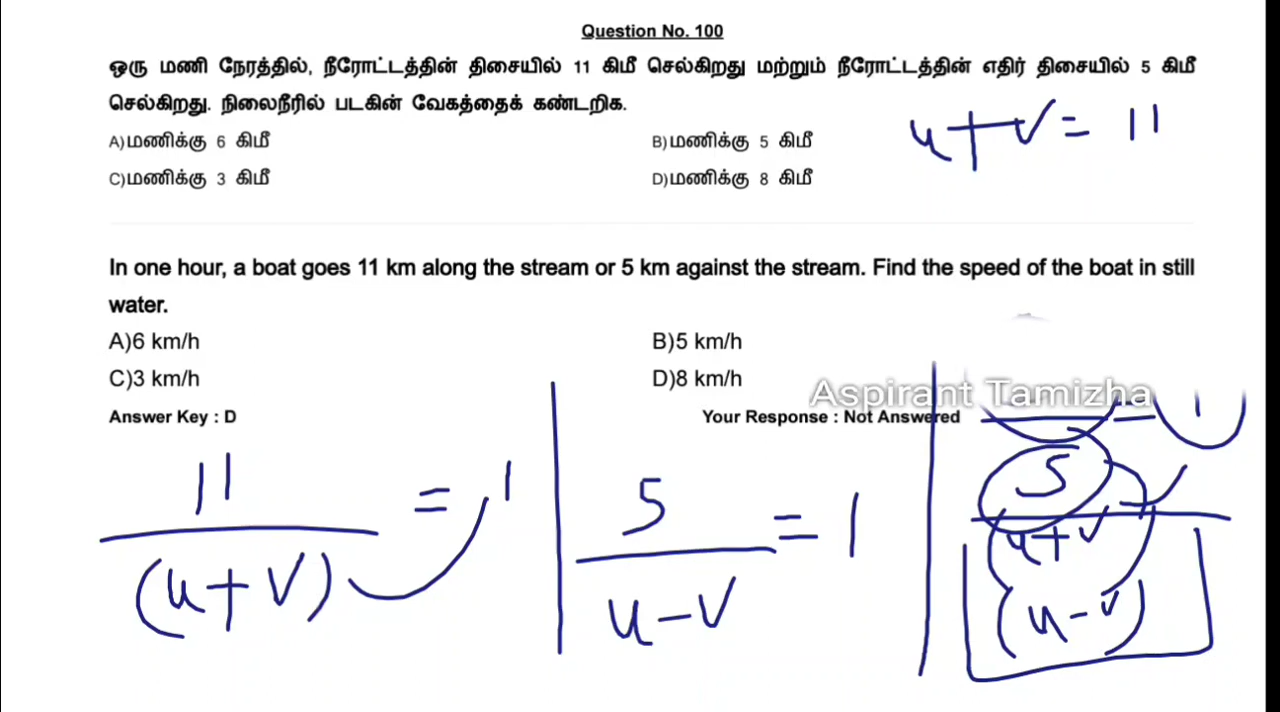 Question No. 100
ஒரு மணி நேரத்தில், நீரோட்டத்தின் திசையில் 11 கிமீ செல்கிறது மற்றும் நீரோட்டத்தின் எதிர் திசையில் 5 கிமீ
செல்கிறது. நிலைநீரில் படகின் வேகத்தைக் கண்டறிக.
A)மணிக்கு 6 கிமீ
B)மணிக்கு 5 கிமீ
u+v = 11
C)மணிக்கு 3 கிமீ
D)மணிக்கு 8 கிமீ
In one hour, a boat goes 11 km along the stream or 5 km against the stream. Find the speed of the boat in still
water.
A)6 km/h
B)5 km/h
C)3 km/h
D)8 km/h
Aspirant Tamizha
Answer Key : D
Your Response : Not Answered
11
(u+v)
= 1
5
u-v
= 1
= 1
5
u+v
(u-v)